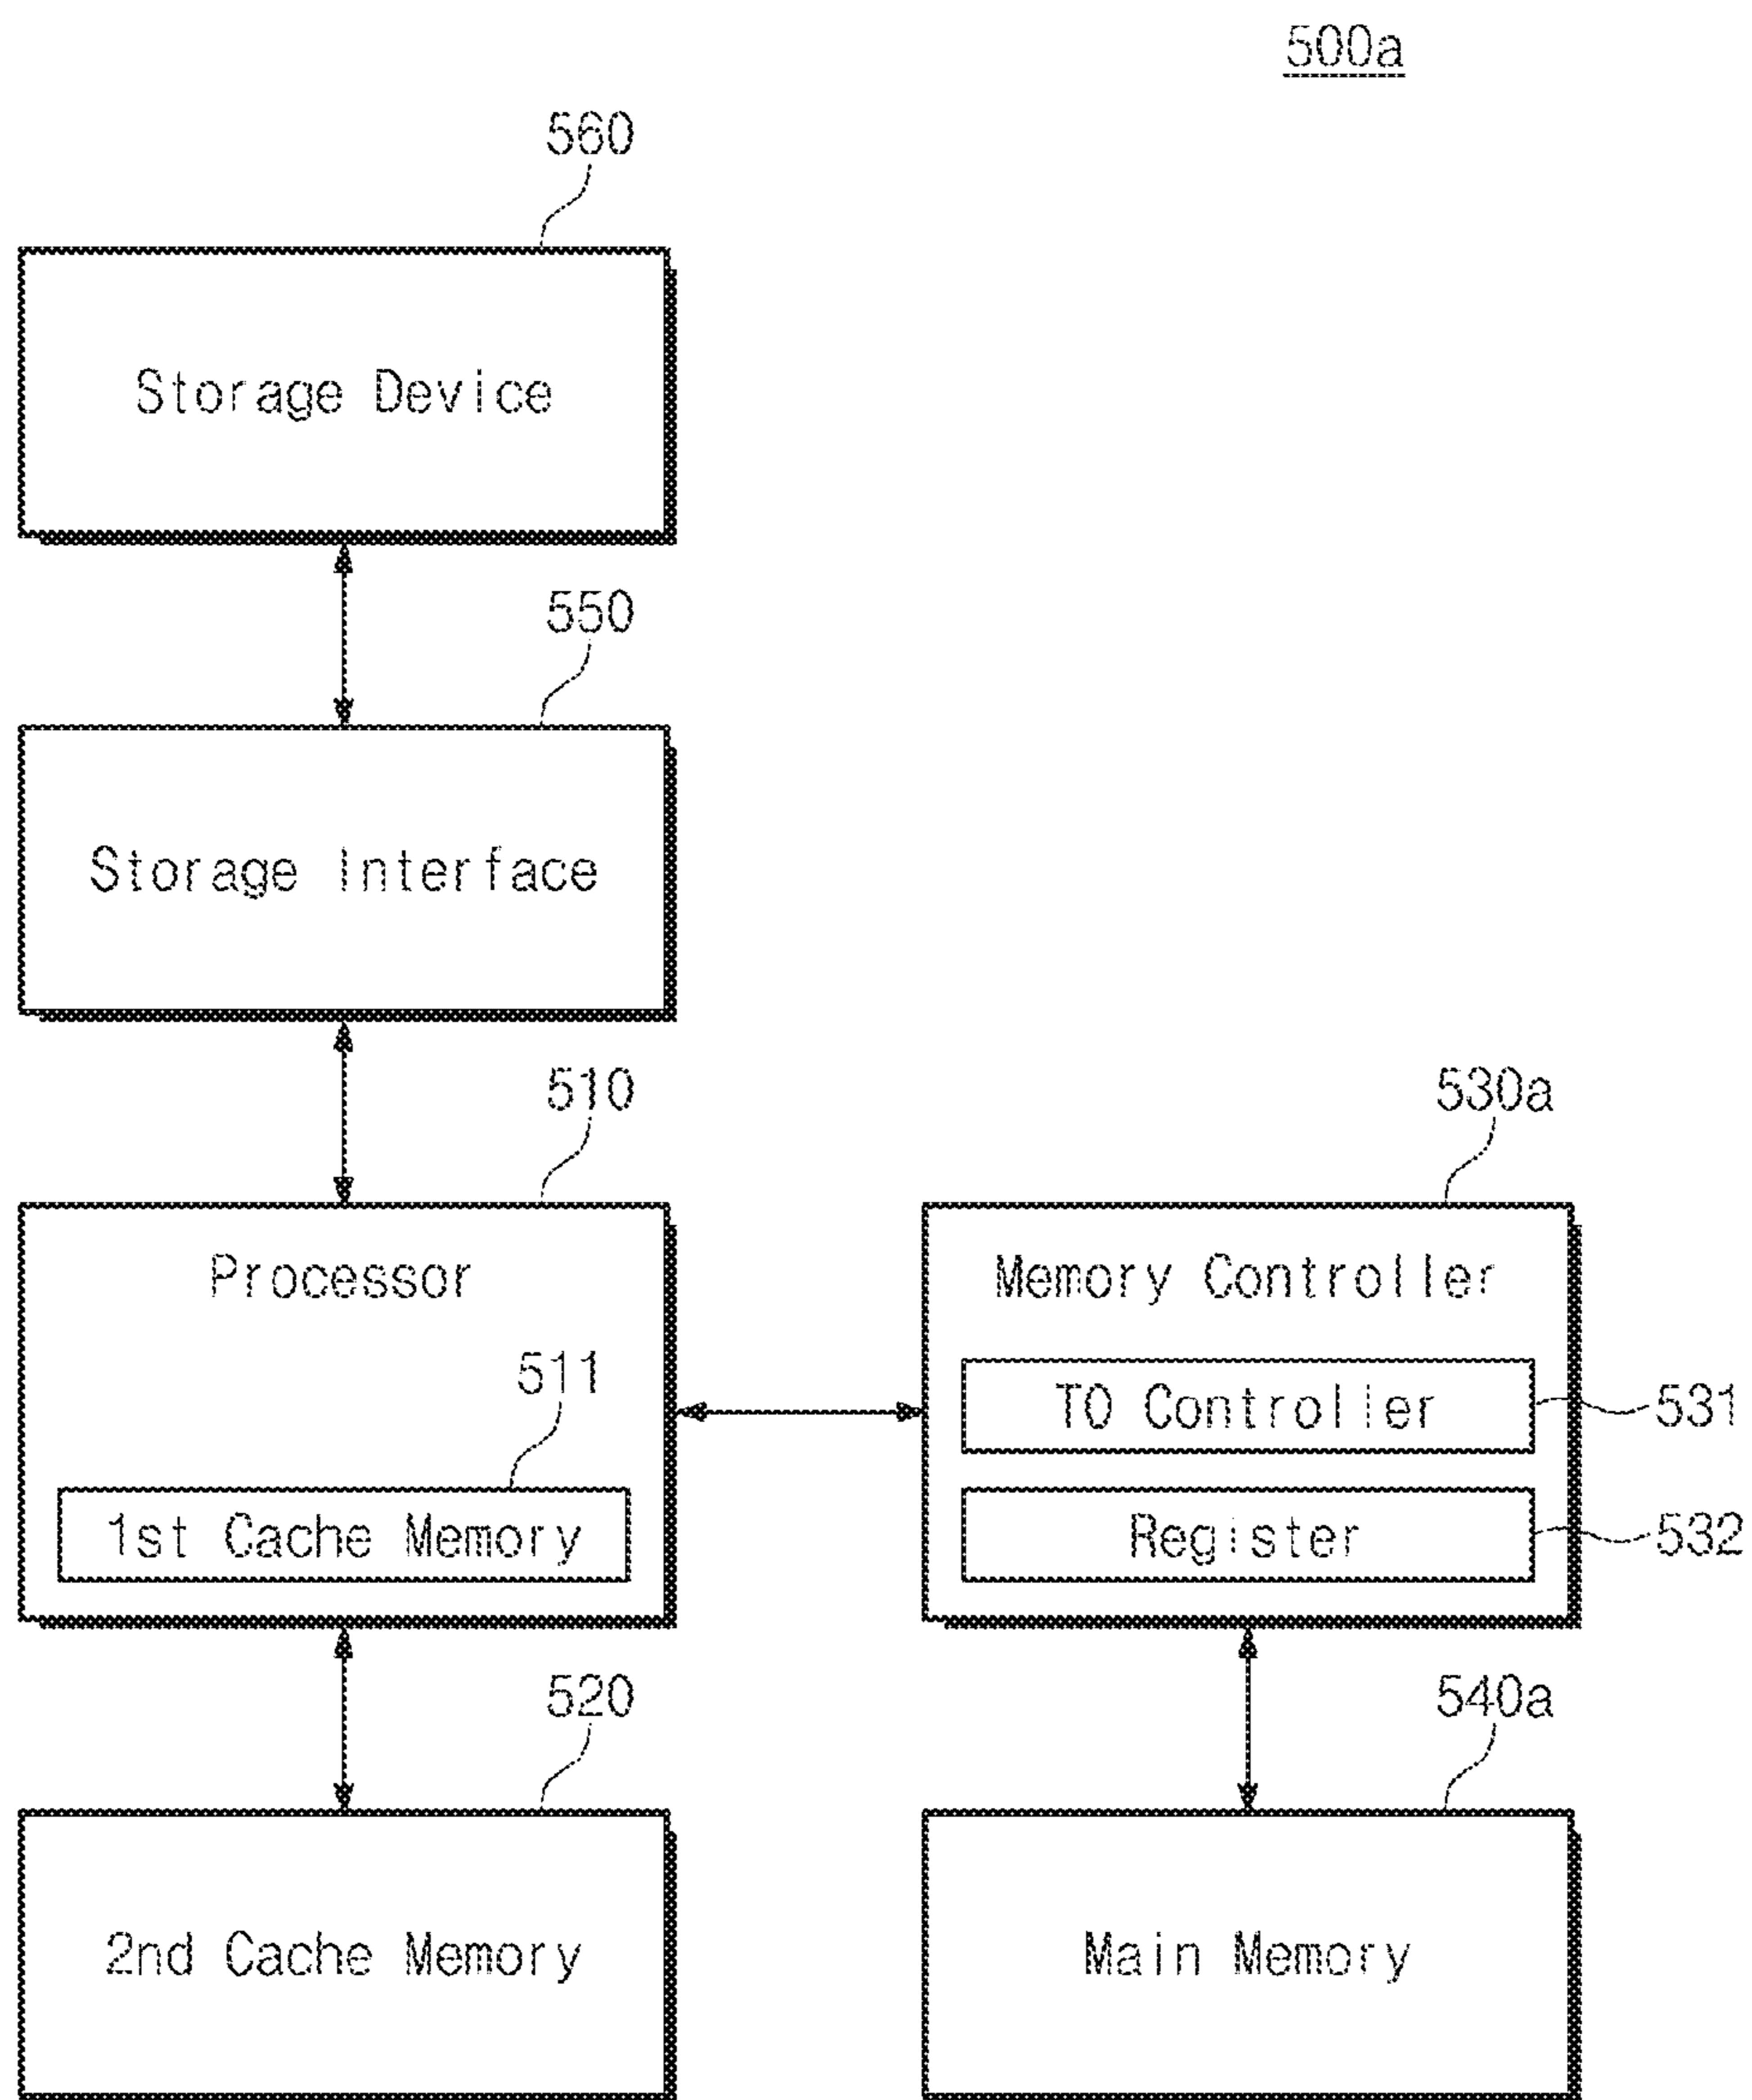 500a
560
Storage Device
550
Storage Interface
510
530a
Processor
Memory Controller
511
TO Controller
531
1st Cache Memory
Register
532
520
540a
2nd Cache Memory
Main Memory